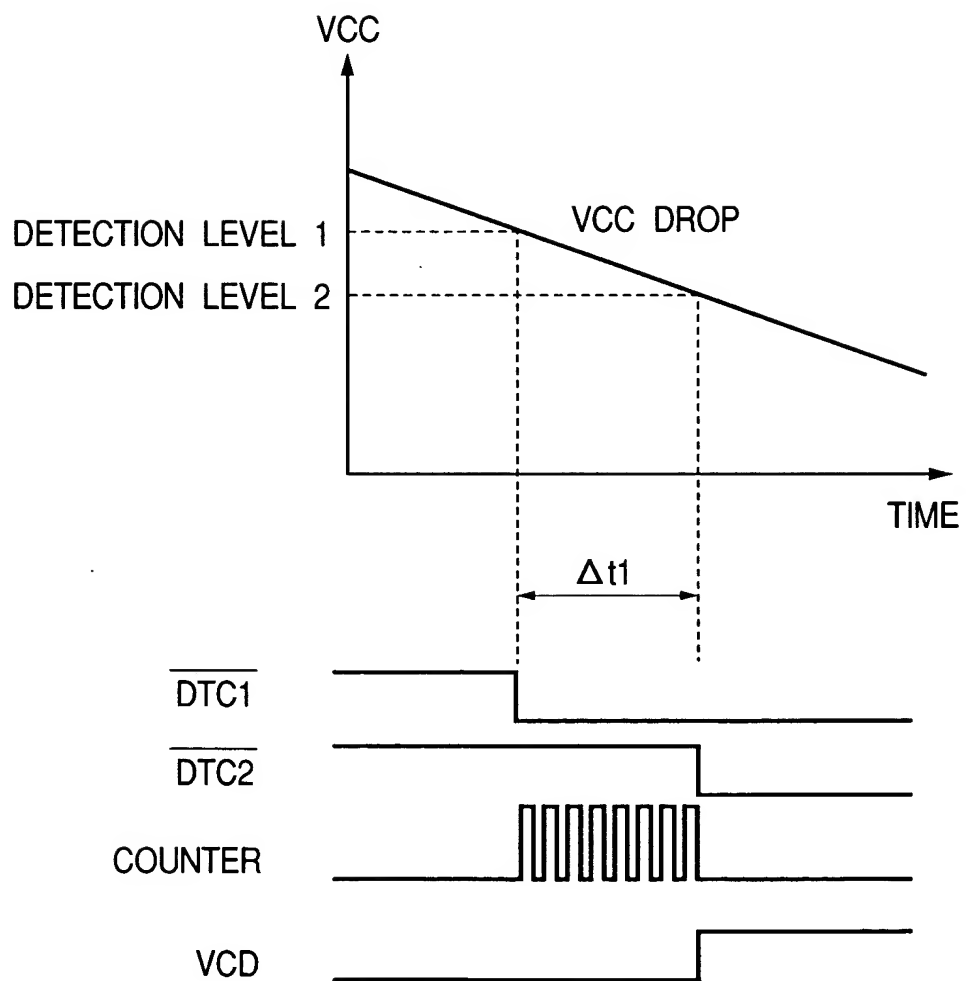 VCC
DETECTION LEVEL 1
VCC DROP
DETECTION LEVEL 2
TIME
Δt1
DTC1
DTC2
COUNTER
VCD